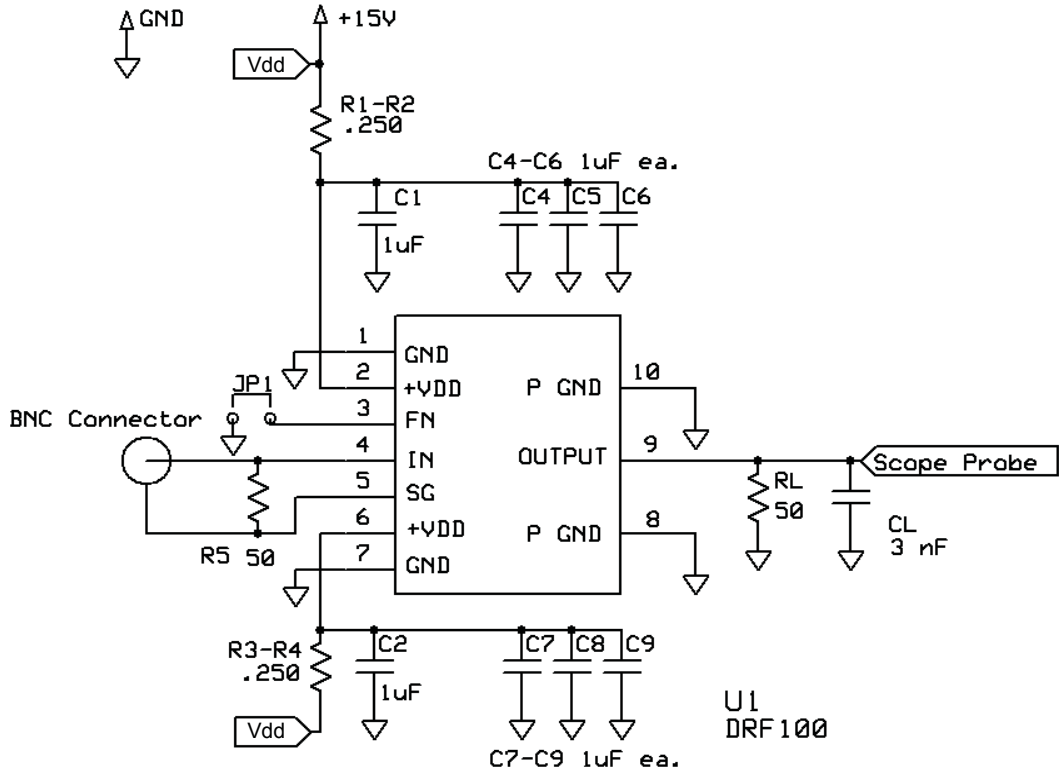 GND
+15V
Vdd
R1-R2
.250
C4-C6 1uF ea.
C1
C4
C5
C6
1uF
1
GND
2
+VDD
P GND
10
JP1
3
FN
BNC Connector
4
IN
OUTPUT
9
Scope Probe
5
SG
RL
50
6
+VDD
P GND
8
CL
3 nF
R5 50
7
GND
R3-R4
.250
C2
C7
C8
C9
1uF
U1
DRF100
Vdd
C7-C9 1uF ea.